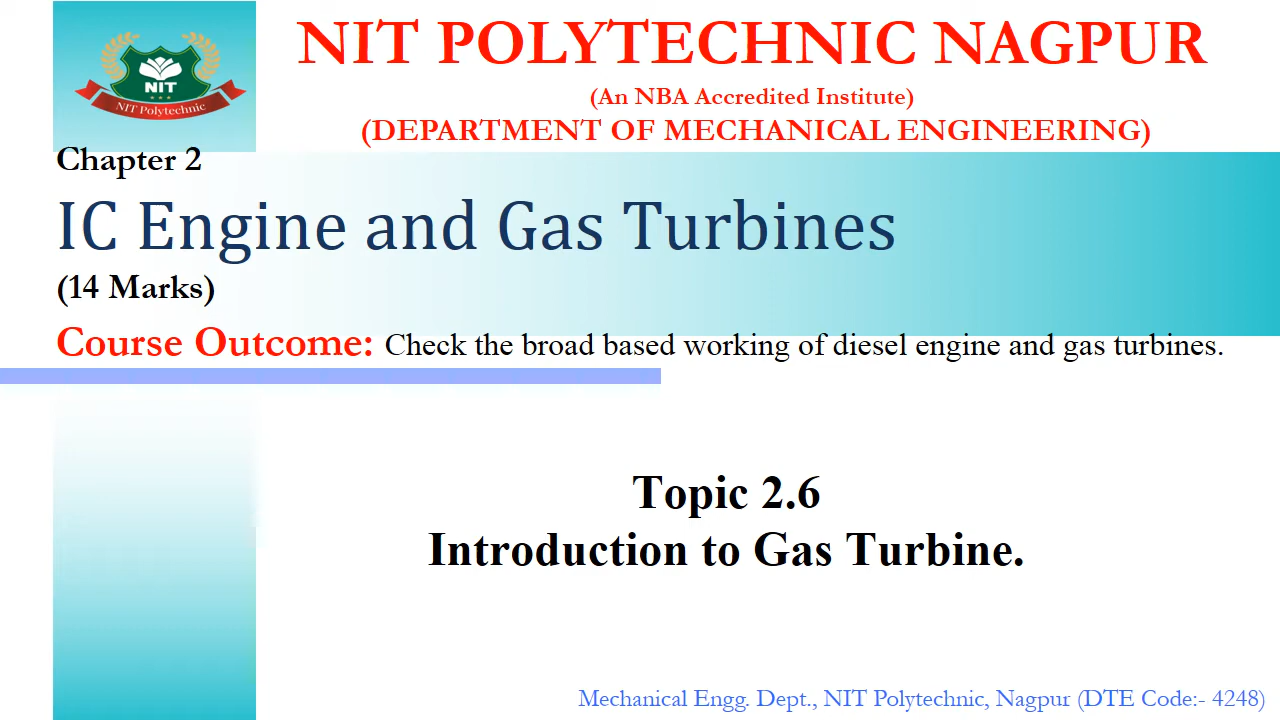 NIT
NIT Polytechnic
NIT POLYTECHNIC NAGPUR
(An NBA Accredited Institute)
(DEPARTMENT OF MECHANICAL ENGINEERING)
Chapter 2
IC Engine and Gas Turbines
(14 Marks)
Course Outcome: Check the broad based working of diesel engine and gas turbines.
Topic 2.6
Introduction to Gas Turbine.
Mechanical Engg. Dept., NIT Polytechnic, Nagpur (DTE Code:- 4248)